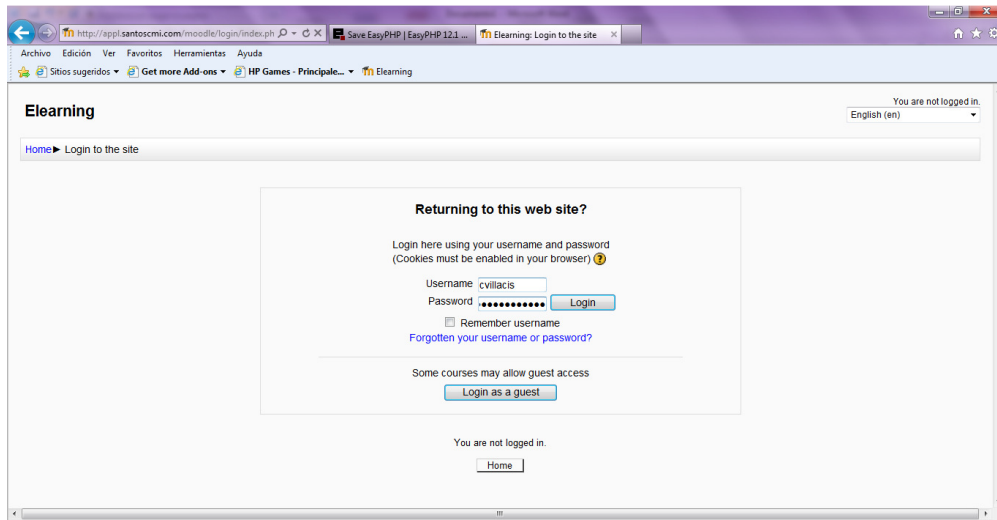 http://appl.santoscmi.com/moodle/login/index.ph
Save EasyPHP | EasyPHP 12.1 ...
Elearning: Login to the site
Archivo Edición Ver Favoritos Herramientas Ayuda
Sitios sugeridos Get more Add-ons HP Games - Principale... Elearning
You are not logged in.
Elearning
English (en)
Home► Login to the site
Returning to this web site?
Login here using your username and password
(Cookies must be enabled in your browser) ?
Username cvillacis
Password ●●●●●●●●●●● Login
Remember username
Forgotten your username or password?
Some courses may allow guest access
Login as a guest
You are not logged in.
Home